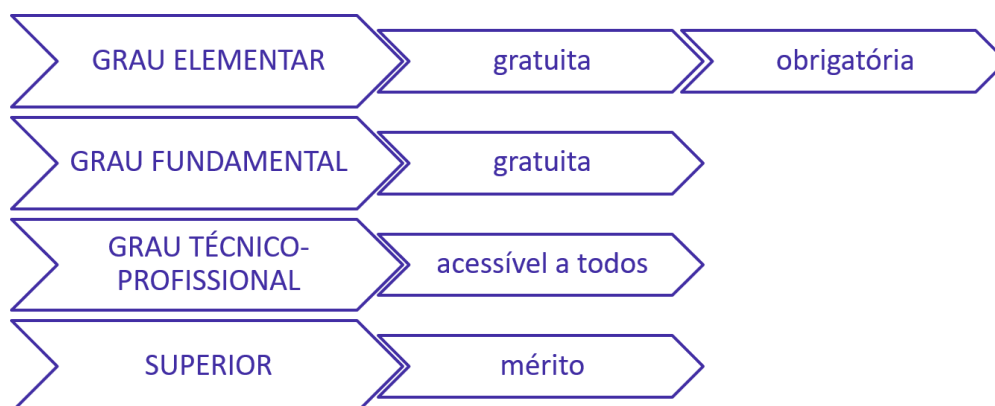 GRAU ELEMENTAR
gratuita
obrigatória
GRAU FUNDAMENTAL
gratuita
GRAU TÉCNICO-
PROFISSIONAL
acessível a todos
SUPERIOR
mérito